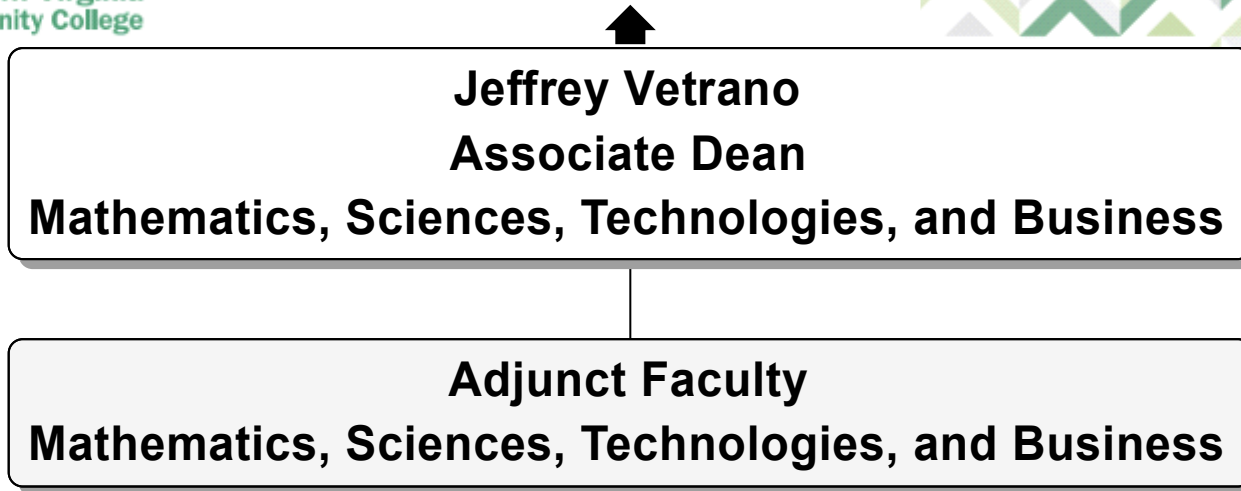 nity College
Jeffrey Vetrano
Associate Dean
Mathematics, Sciences, Technologies, and Business
Adjunct Faculty
Mathematics, Sciences, Technologies, and Business